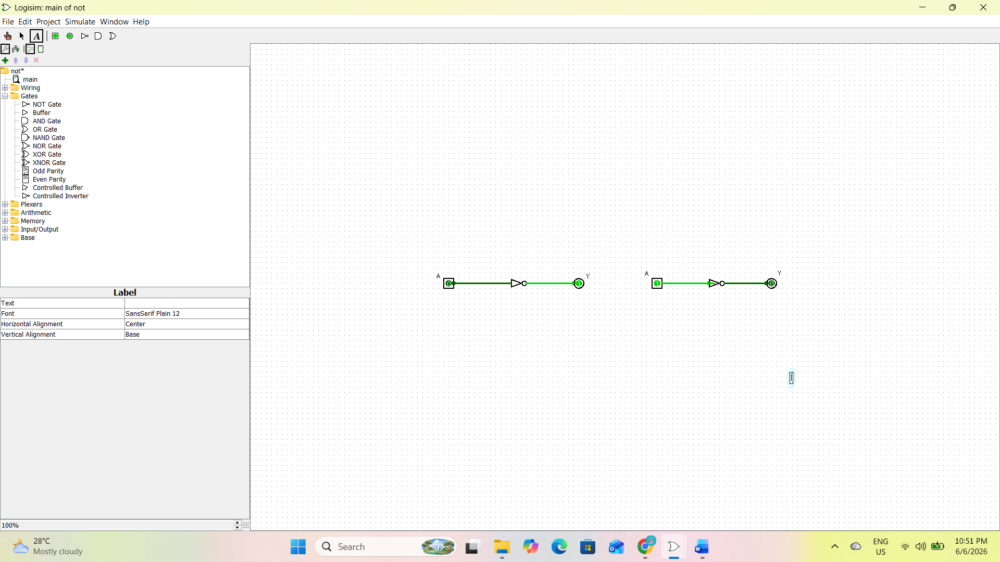 Logisim: main of not
File Edit Project Simulate Window Help
A
not*
main
Wiring
Gates
NOT Gate
Buffer
AND Gate
OR Gate
NAND Gate
NOR Gate
XOR Gate
XNOR Gate
Odd Parity
Even Parity
Controlled Buffer
Controlled Inverter
Plexers
Arithmetic
Memory
Input/Output
Base
Label
Text
Font SansSerif Plain 12
Horizontal Alignment Center
Vertical Alignment Base
100%
A Y A Y
0 1 1 0
28°C
Mostly cloudy
Search
ENG
US
10:51 PM
6/6/2026